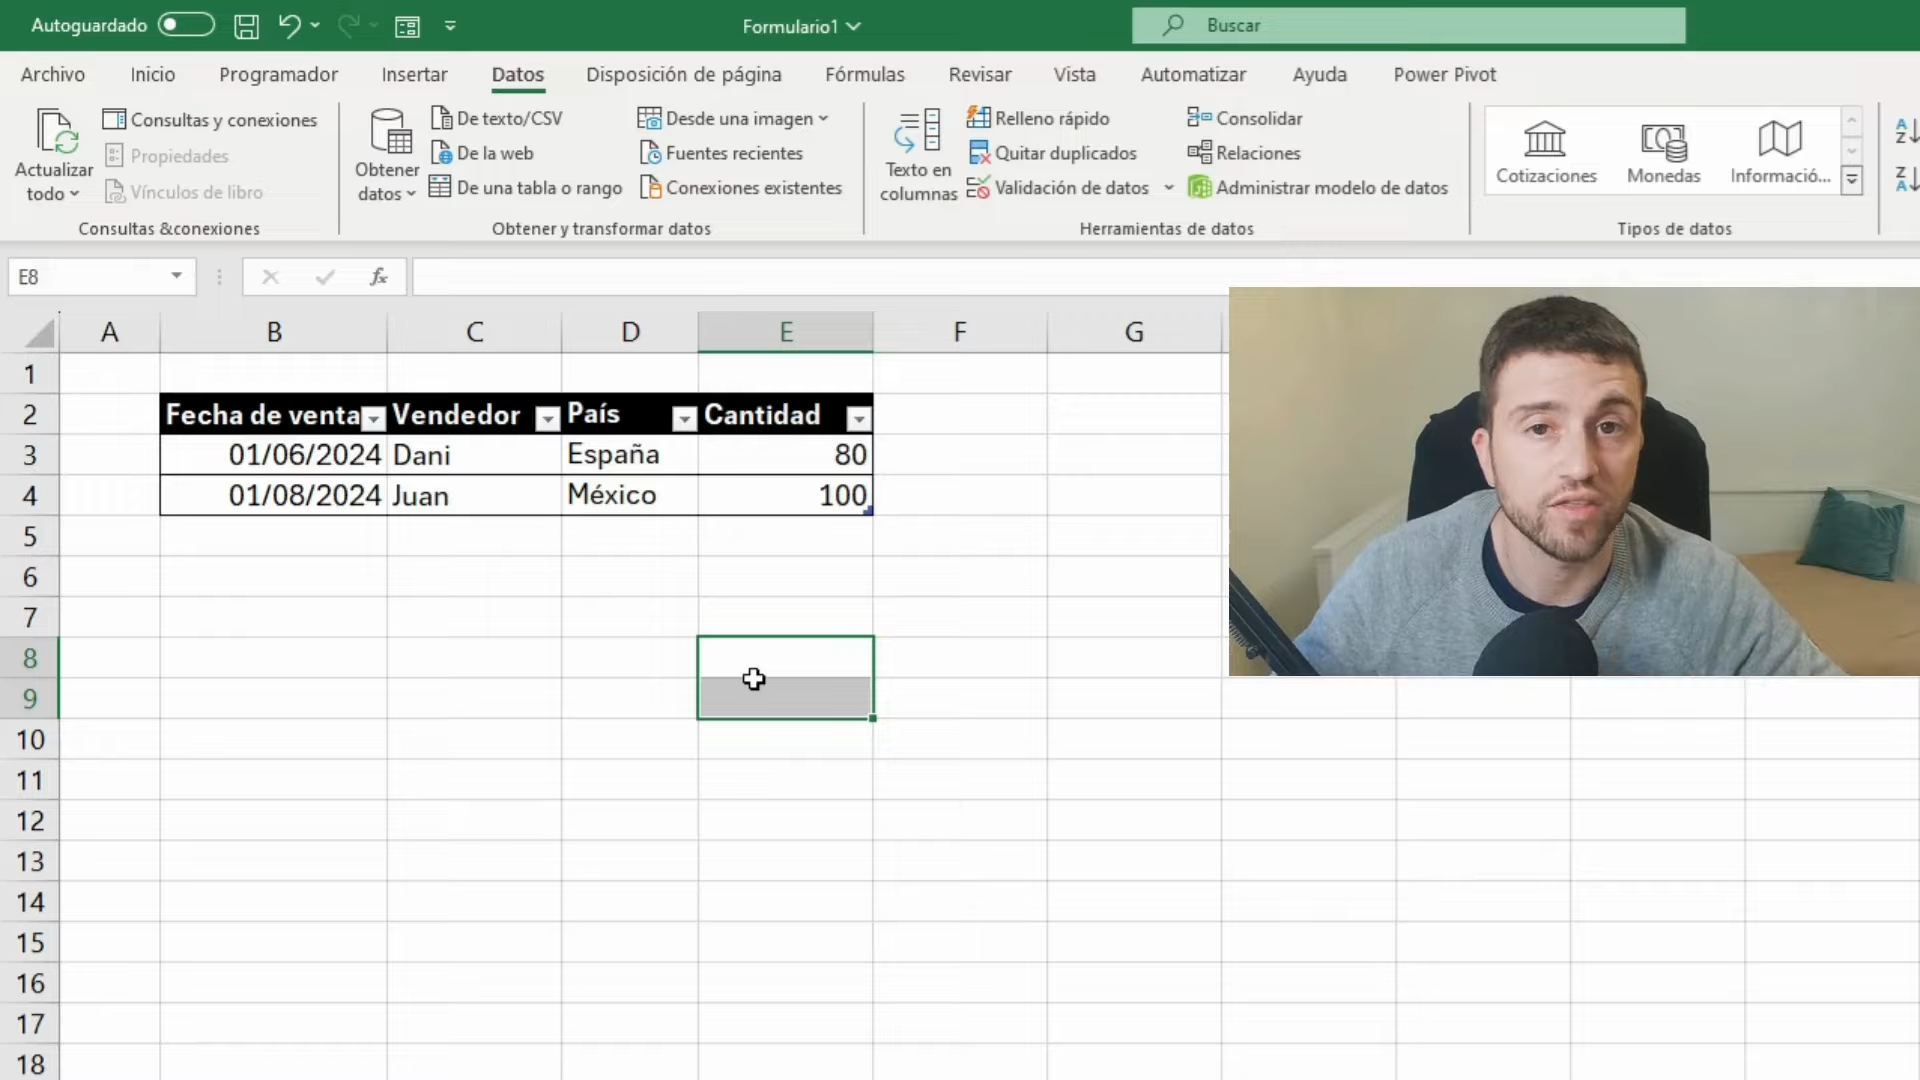 Autoguardado
Formulario1
Buscar
Archivo Inicio Programador Insertar Datos Disposición de página Fórmulas Revisar Vista Automatizar Ayuda Power Pivot
Actualizar todo
Consultas y conexiones
Propiedades
Vínculos de libro
Consultas &conexiones
Obtener datos
De texto/CSV
De la web
De una tabla o rango
Desde una imagen
Fuentes recientes
Conexiones existentes
Obtener y transformar datos
Texto en columnas
Relleno rápido
Quitar duplicados
Validación de datos
Consolidar
Relaciones
Administrar modelo de datos
Herramientas de datos
Cotizaciones Monedas Informació...
Tipos de datos
A Z
Z A
E8
fx
A B C D E F G
1
2 Fecha de venta Vendedor País Cantidad
3 01/06/2024 Dani España 80
4 01/08/2024 Juan México 100
5
6
7
8
9
10
11
12
13
14
15
16
17
18